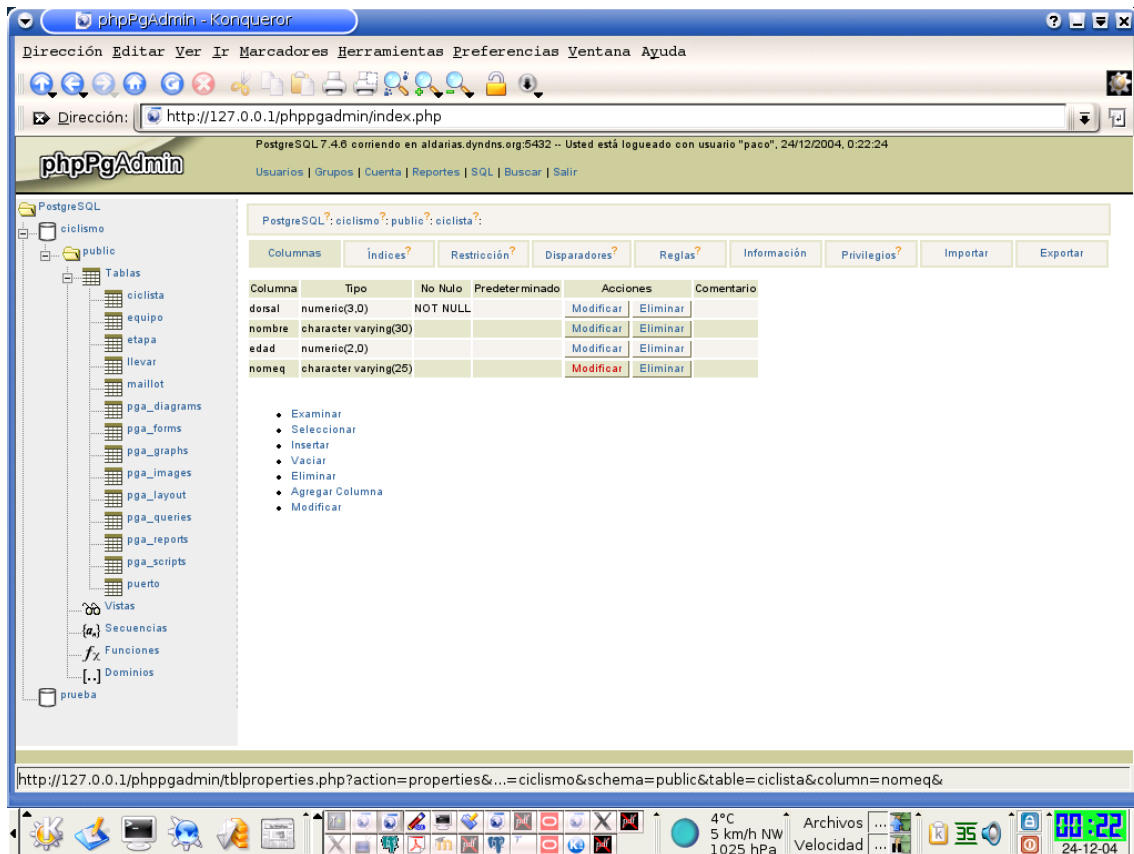 phpPgAdmin - Konqueror
Dirección Editar Ver Ir Marcadores Herramientas Preferencias Ventana Ayuda
Dirección: http://127.0.0.1/phppgadmin/index.php
phpPgAdmin
PostgreSQL 7.4.6 corriendo en aldarias.dyndns.org:5432 -- Usted está logueado con usuario "paco", 24/12/2004, 0:22:24
Usuarios | Grupos | Cuenta | Reportes | SQL | Buscar | Salir
PostgreSQL
ciclismo
public
Tablas
ciclista
equipo
etapa
llevar
maillot
pga_diagrams
pga_forms
pga_graphs
pga_images
pga_layout
pga_queries
pga_reports
pga_scripts
puerto
Vistas
{aₙ} Secuencias
fx Funciones
[..] Dominios
prueba
PostgreSQL?: ciclismo?: public?: ciclista?:
Columnas Índices? Restricción? Disparadores? Reglas? Información Privilegios? Importar Exportar
Columna Tipo No Nulo Predeterminado Acciones Comentario
dorsal numeric(3,0) NOT NULL Modificar Eliminar
nombre character varying(30) Modificar Eliminar
edad numeric(2,0) Modificar Eliminar
nomeq character varying(25) Modificar Eliminar
Examinar
Seleccionar
Insertar
Vaciar
Eliminar
Agregar Columna
Modificar
http://127.0.0.1/phppgadmin/tblproperties.php?action=properties&...=ciclismo&schema=public&table=ciclista&column=nomeq&
4°C
5 km/h NW
1025 hPa
Archivos ...
Velocidad ...
00:22
24-12-04